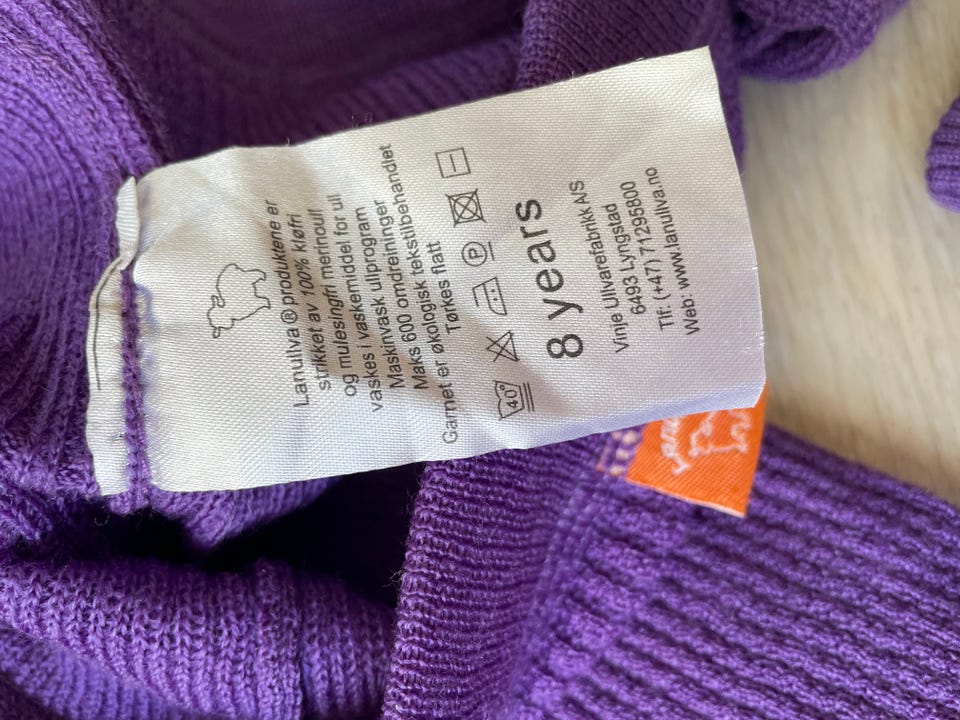 Lanullva® produktene er
strikket av 100% kløfri
og mulesingfri merinoull
vaskes i vaskemiddel for ull
Maskinvask ullprogram
Maks 600 omdreininger
Garnet er økologisk tekstilbehandlet
Tørkes flatt
40°
P
8 years
Vinje Ullvarefabrikk A/S
6493 Lyngstad
Tlf: (+47) 71295800
Web: www.lanullva.no